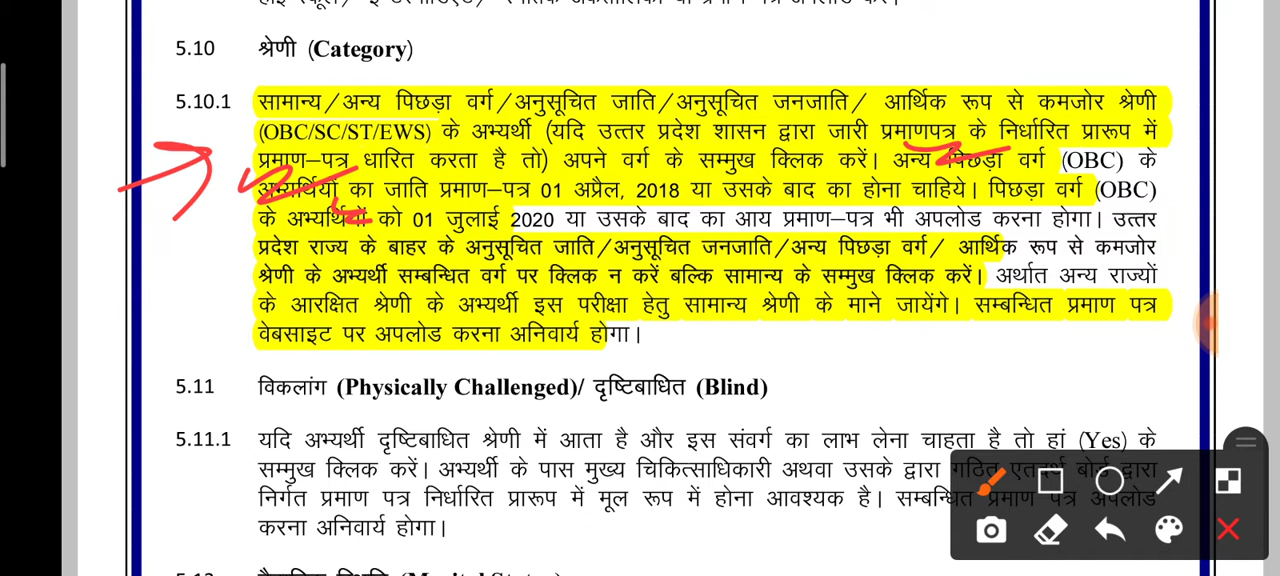 5.10 श्रेणी (Category)
5.10.1 सामान्य/अन्य पिछड़ा वर्ग/अनुसूचित जाति/अनुसूचित जनजाति/ आर्थिक रूप से कमजोर श्रेणी
(OBC/SC/ST/EWS) के अभ्यर्थी (यदि उत्तर प्रदेश शासन द्वारा जारी प्रमाणपत्र के निर्धारित प्रारूप में
प्रमाण–पत्र धारित करता है तो) अपने वर्ग के सम्मुख क्लिक करें। अन्य पिछड़ा वर्ग (OBC) के
अभ्यर्थियों का जाति प्रमाण–पत्र 01 अप्रैल, 2018 या उसके बाद का होना चाहिये। पिछड़ा वर्ग (OBC)
के अभ्यर्थियों को 01 जुलाई 2020 या उसके बाद का आय प्रमाण–पत्र भी अपलोड करना होगा। उत्तर
प्रदेश राज्य के बाहर के अनुसूचित जाति/अनुसूचित जनजाति/अन्य पिछड़ा वर्ग/ आर्थिक रूप से कमजोर
श्रेणी के अभ्यर्थी सम्बन्धित वर्ग पर क्लिक न करें बल्कि सामान्य के सम्मुख क्लिक करें। अर्थात अन्य राज्यों
के आरक्षित श्रेणी के अभ्यर्थी इस परीक्षा हेतु सामान्य श्रेणी के माने जायेंगे। सम्बन्धित प्रमाण पत्र
वेबसाइट पर अपलोड करना अनिवार्य होगा।
5.11 विकलांग (Physically Challenged)/ दृष्टिबाधित (Blind)
5.11.1 यदि अभ्यर्थी दृष्टिबाधित श्रेणी में आता है और इस संवर्ग का लाभ लेना चाहता है तो हां (Yes) के
सम्मुख क्लिक करें। अभ्यर्थी के पास मुख्य चिकित्साधिकारी अथवा उसके द्वारा गठित एतदर्थ बोर्ड द्वारा
निर्गत प्रमाण पत्र निर्धारित प्रारूप में मूल रूप में होना आवश्यक है। सम्बन्धित प्रमाण पत्र अपलोड
करना अनिवार्य होगा।